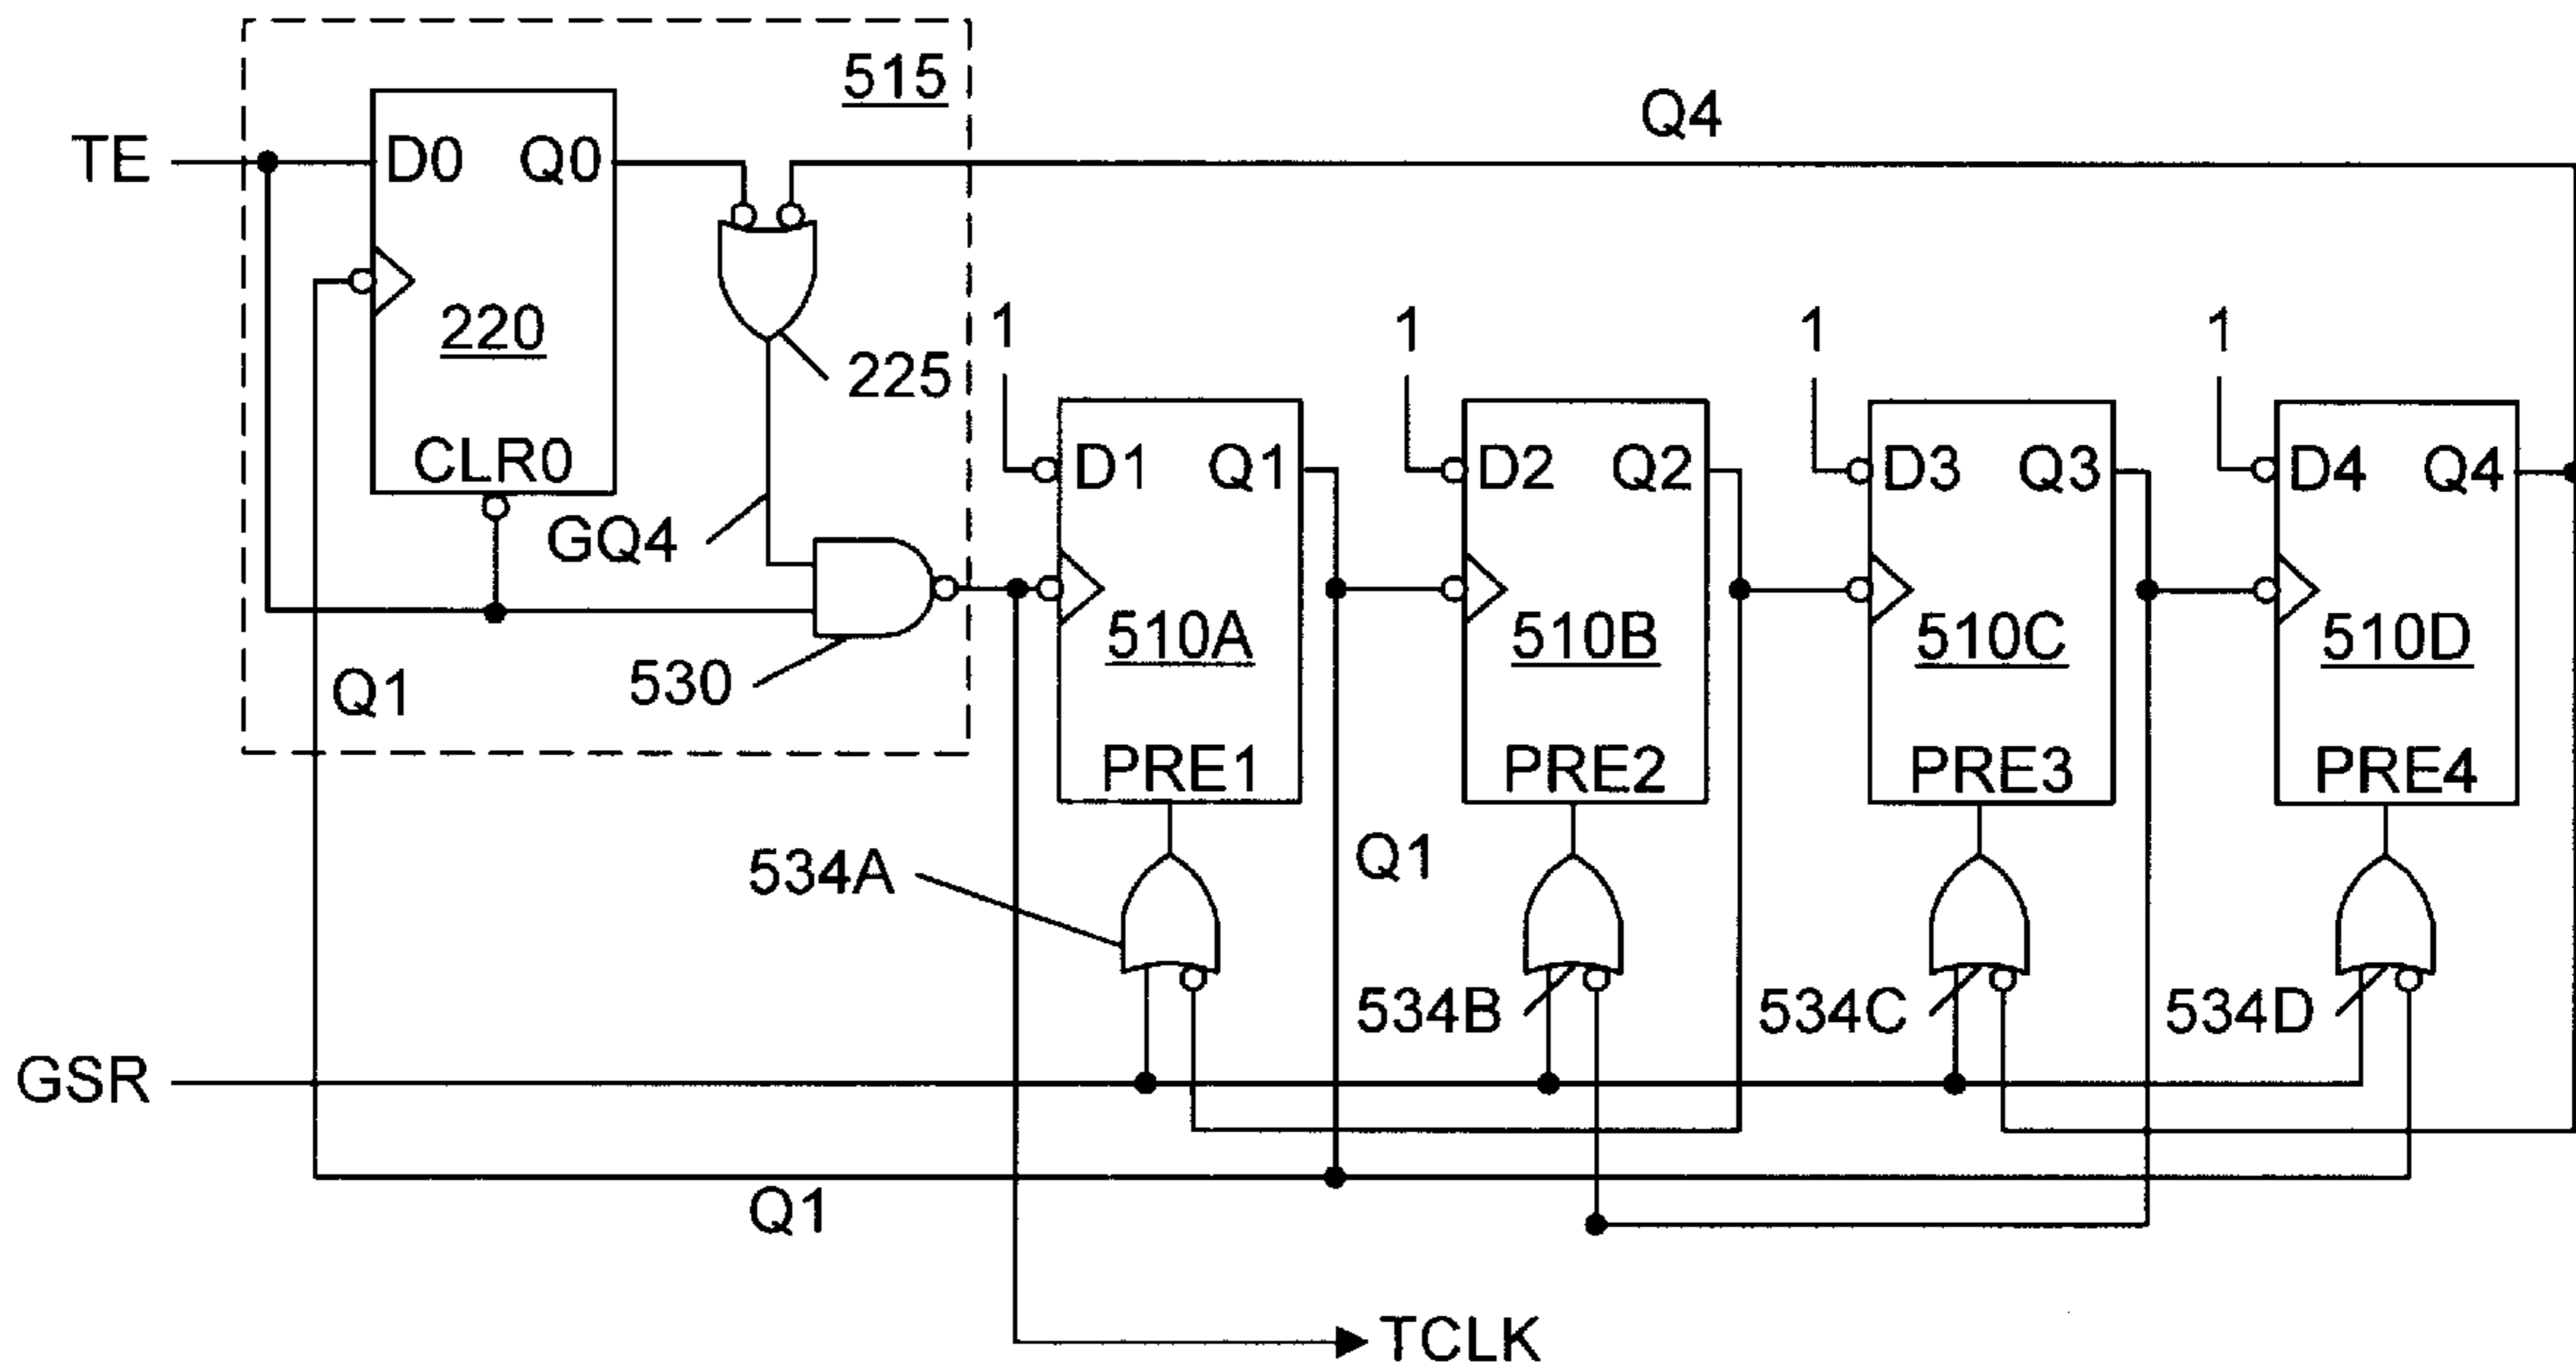 515
Q4
TE
D0 Q0
220
225
CLR0
GQ4
530
Q1
1
1
1
1
D1 Q1
D2 Q2
D3 Q3
D4 Q4
510A
510B
510C
510D
PRE1
PRE2
PRE3
PRE4
534A
Q1
534B
534C
534D
GSR
Q1
TCLK